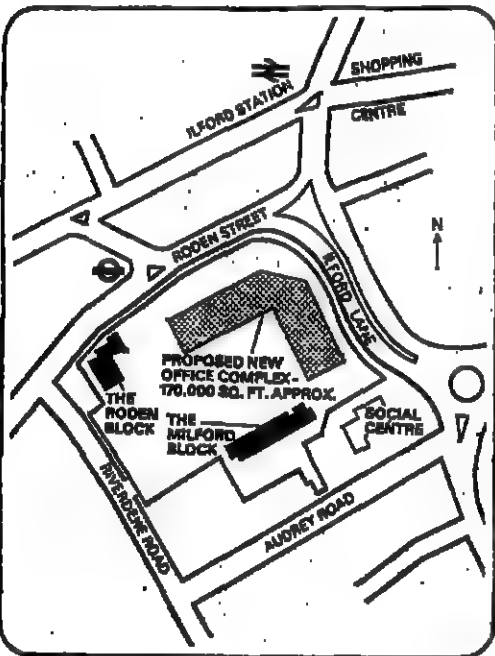 SHOPPING
CENTRE
ILFORD STATION
RODEN STREET
N
ILFORD LANE
PROPOSED NEW
OFFICE COMPLEX-
170,000 SQ. FT. APPROX.
THE
RODEN
BLOCK
THE
MILFORD
BLOCK
SOCIAL
CENTRE
RIVERDENE ROAD
AUDREY ROAD